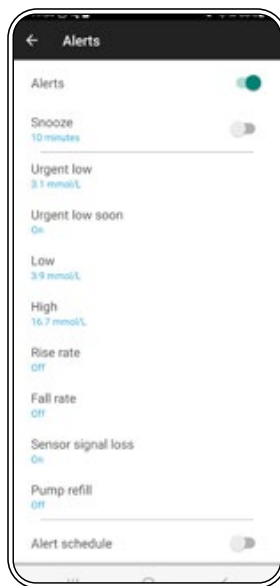 Alerts
Alerts
Snooze
10 minutes
Urgent low
3.1 mmol/L
Urgent low soon
On
Low
3.9 mmol/L
High
16.7 mmol/L
Rise rate
Off
Fall rate
Off
Sensor signal loss
On
Pump refill
Off
Alert schedule